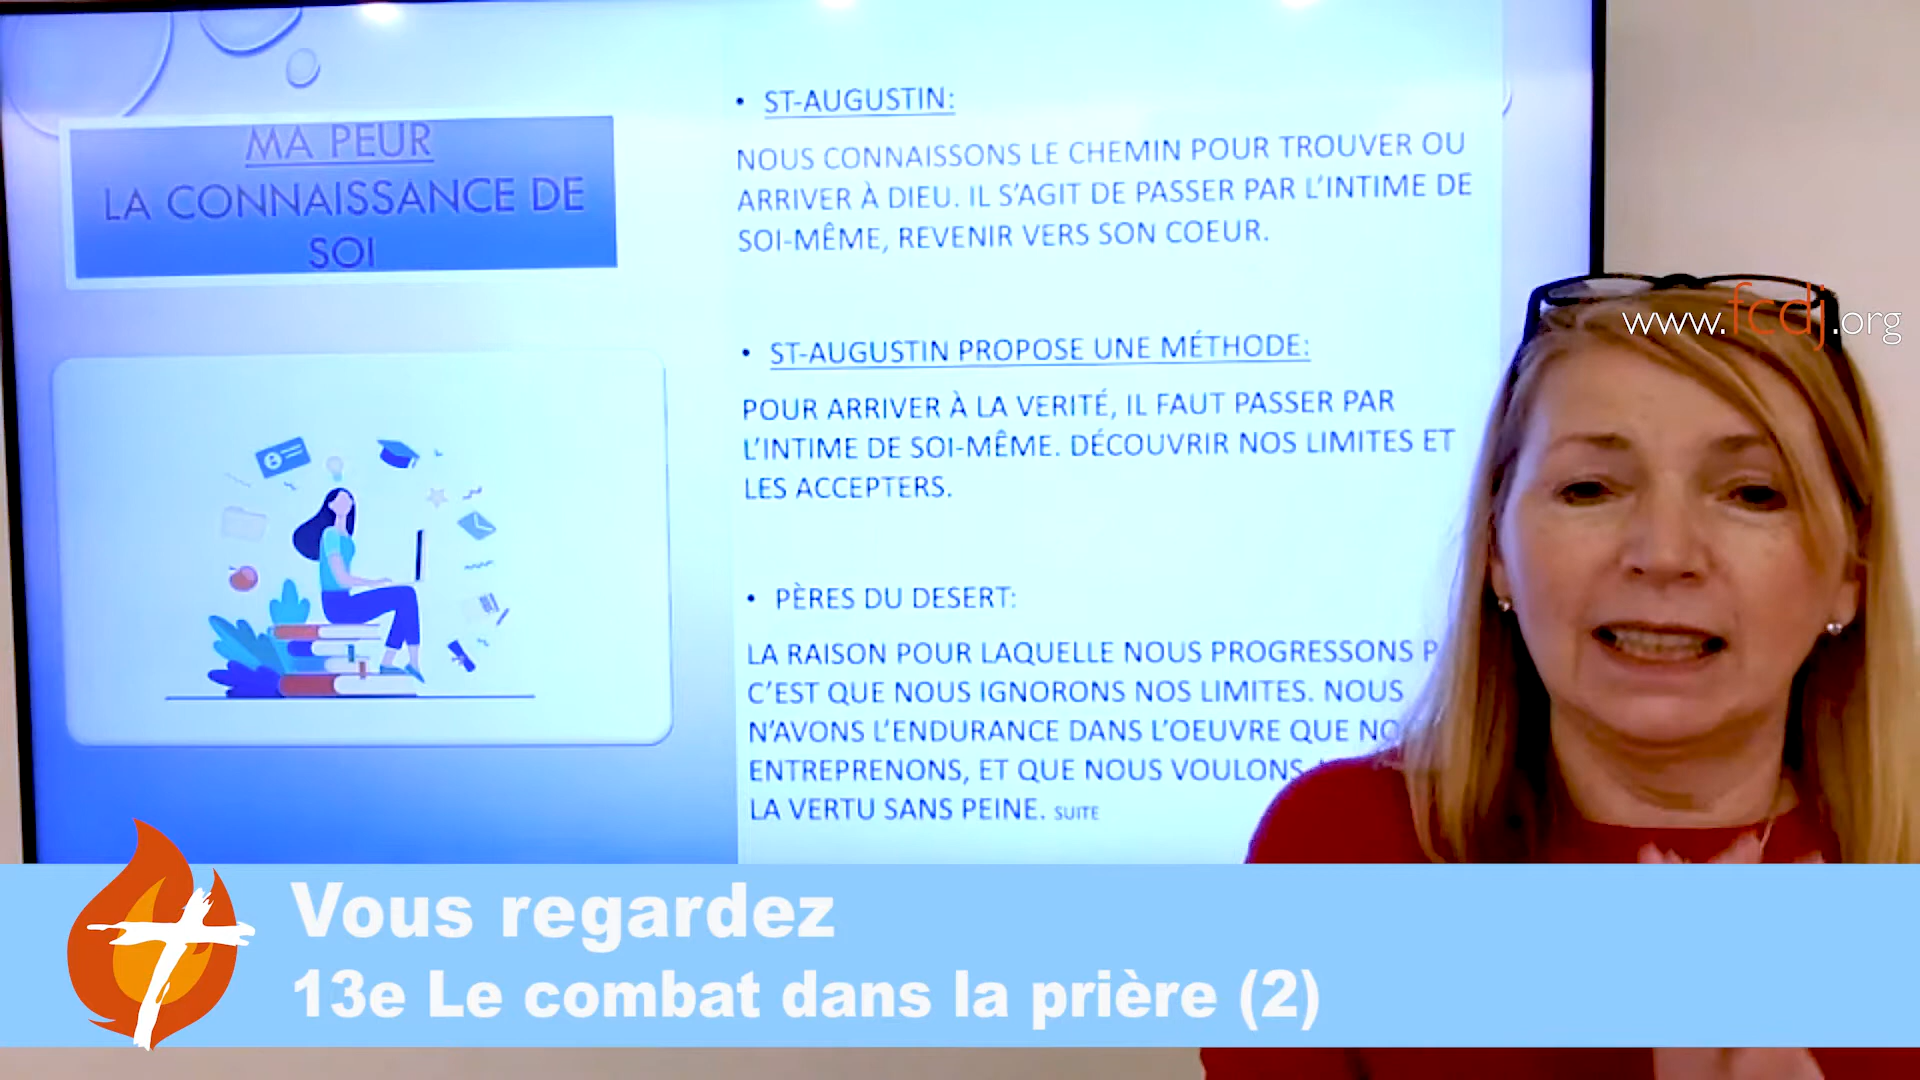 MA PEUR
LA CONNAISSANCE DE
SOI
• ST-AUGUSTIN:
NOUS CONNAISSONS LE CHEMIN POUR TROUVER OU
ARRIVER À DIEU. IL S'AGIT DE PASSER PAR L'INTIME DE
SOI-MÊME, REVENIR VERS SON COEUR.
• ST-AUGUSTIN PROPOSE UNE MÉTHODE:
POUR ARRIVER À LA VERITÉ, IL FAUT PASSER PAR
L'INTIME DE SOI-MÊME. DÉCOUVRIR NOS LIMITES ET
LES ACCEPTERS.
• PÈRES DU DESERT:
LA RAISON POUR LAQUELLE NOUS PROGRESSONS
C'EST QUE NOUS IGNORONS NOS LIMITES. NOUS
N'AVONS L'ENDURANCE DANS L'OEUVRE QUE
ENTREPRENONS, ET QUE NOUS VOULONS
LA VERTU SANS PEINE. SUITE
www.fcdj.org
Vous regardez
13e Le combat dans la prière (2)